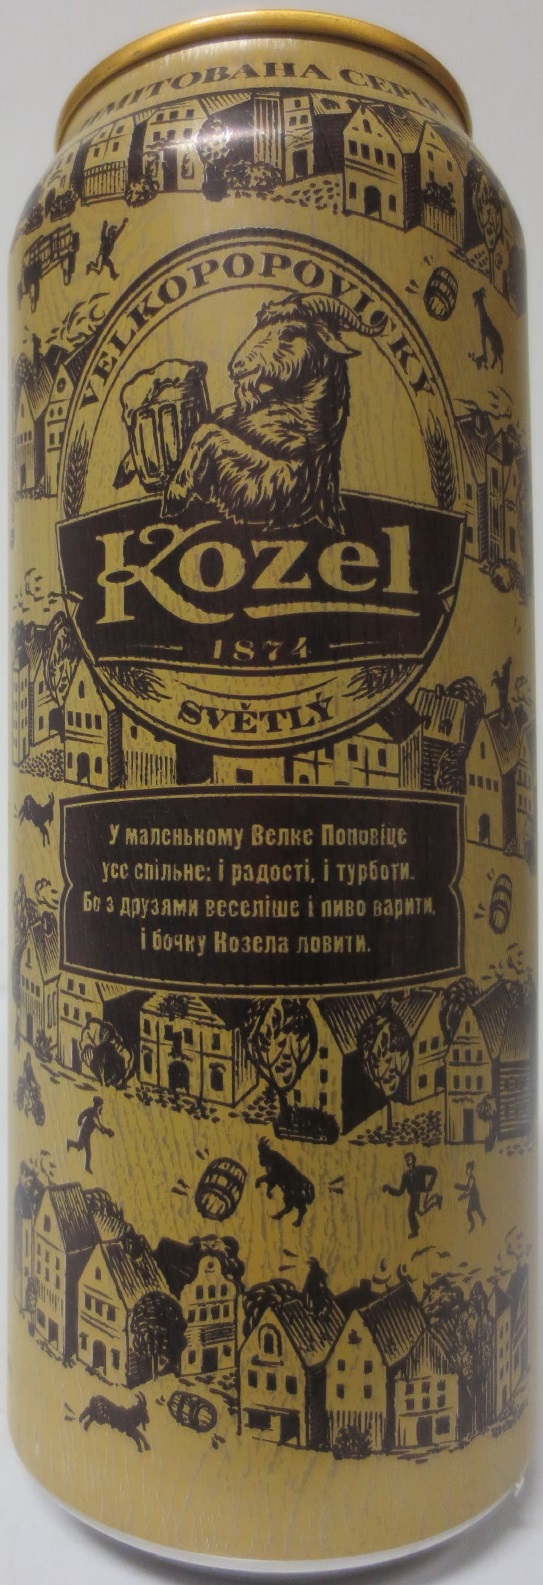 ЛІМІТОВАНА СЕРІЯ
VELKOPOPOVICKÝ
Kozel
1874
SVĚTLÝ
У маленькому Велке Поповіце
усе спільне: і радості, і турботи.
Бо з друзями веселіше і пиво варити,
і бочку Козела ловити.